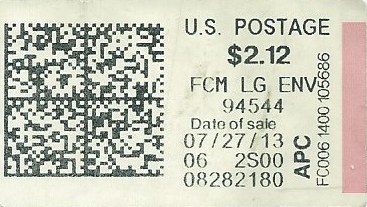 U.S. POSTAGE
$2.12
FCM LG ENV
94544
Date of sale
07/27/13
06 2S00
08282180
APC
FC006 1400 105686